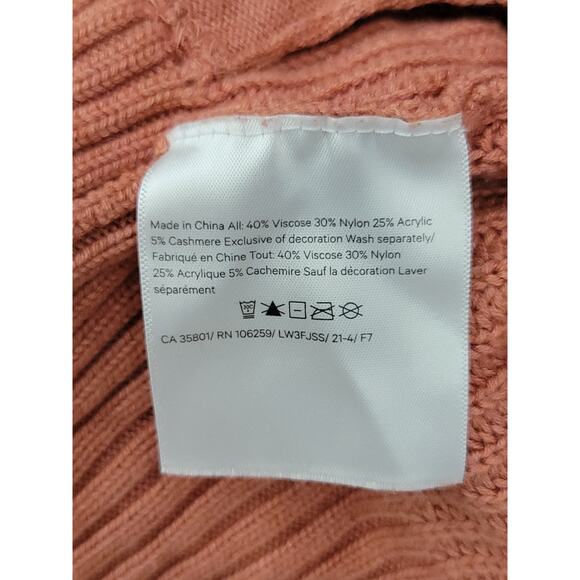 Made in China All: 40% Viscose 30% Nylon 25% Acrylic
5% Cashmere Exclusive of decoration Wash separately/
Fabriqué en Chine Tout: 40% Viscose 30% Nylon
25% Acrylique 5% Cachemire Sauf la décoration Laver
séparément
CA 35801/ RN 106259/ LW3FJSS/ 21-4/ F7